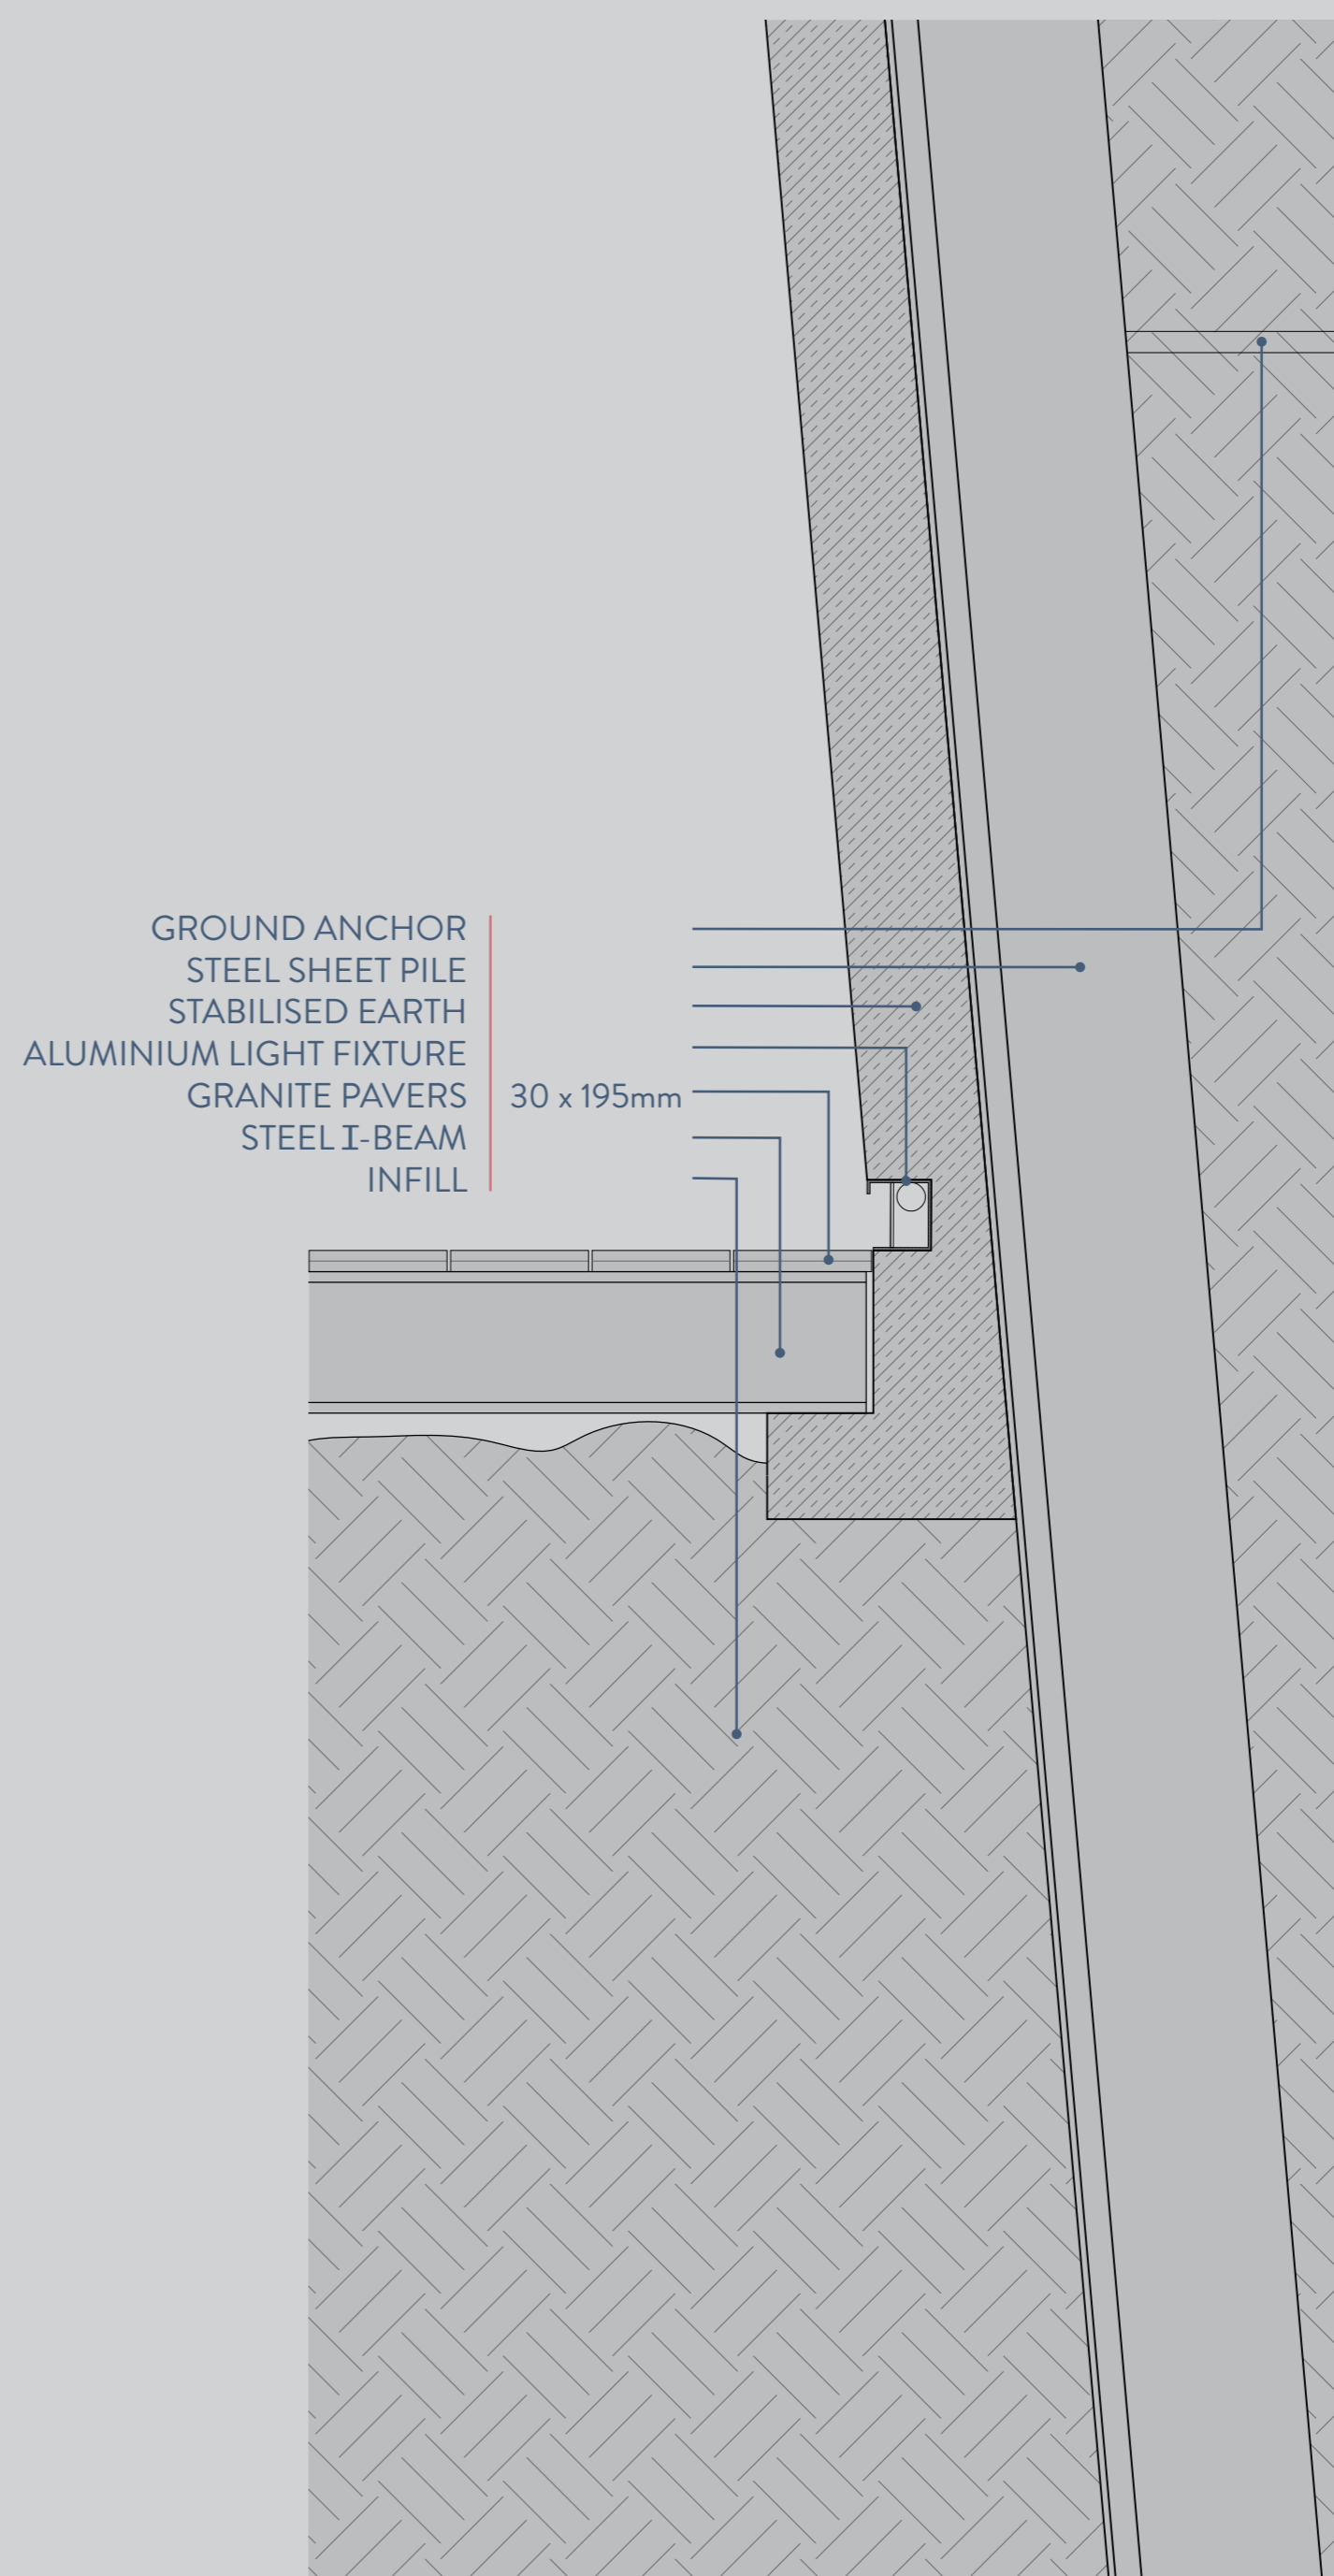 GROUND ANCHOR
STEEL SHEET PILE
STABILISED EARTH
ALUMINIUM LIGHT FIXTURE
GRANITE PAVERS 30 x 195mm
STEEL I-BEAM
INFILL